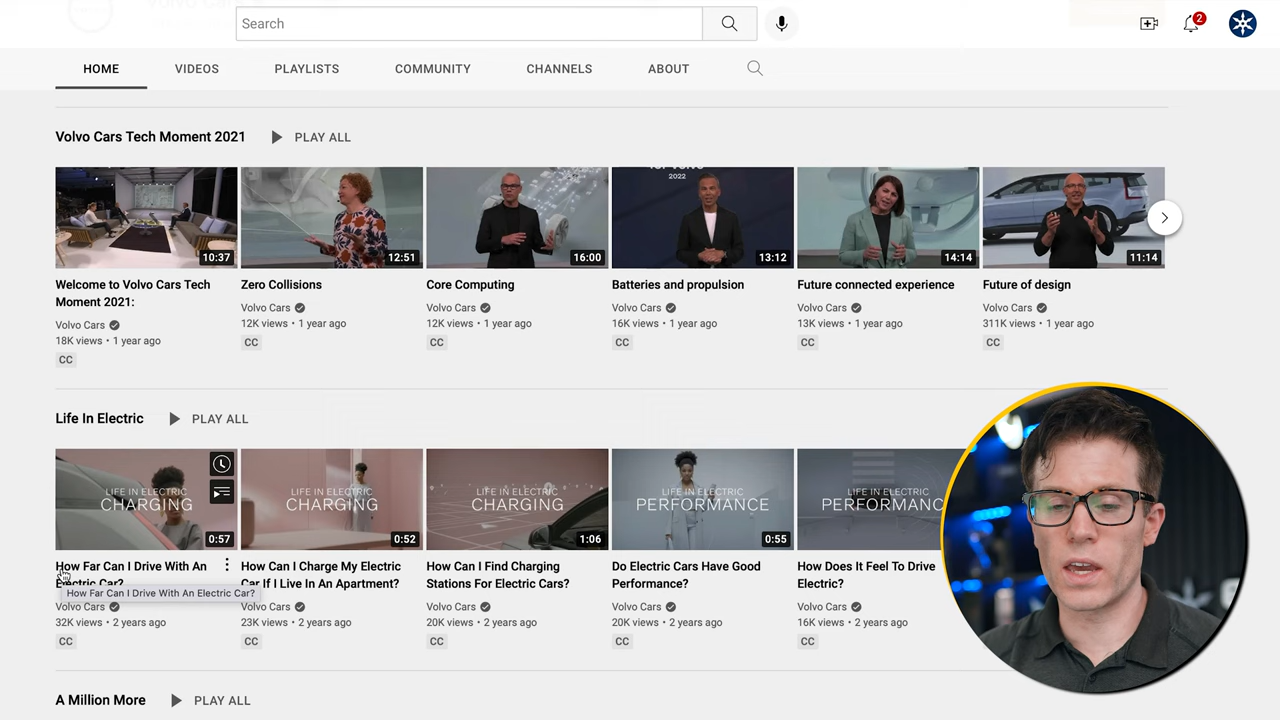 Search
2
HOME
VIDEOS
PLAYLISTS
COMMUNITY
CHANNELS
ABOUT
Volvo Cars Tech Moment 2021
PLAY ALL
2022
10:37
12:51
16:00
13:12
14:14
11:14
Welcome to Volvo Cars Tech
Moment 2021:
Volvo Cars
18K views • 1 year ago
CC
Zero Collisions
Volvo Cars
12K views • 1 year ago
CC
Core Computing
Volvo Cars
12K views • 1 year ago
CC
Batteries and propulsion
Volvo Cars
16K views • 1 year ago
CC
Future connected experience
Volvo Cars
13K views • 1 year ago
CC
Future of design
Volvo Cars
311K views • 1 year ago
CC
Life In Electric
PLAY ALL
LIFE IN ELECTRIC
CHARGING
0:57
LIFE IN ELECTRIC
CHARGING
0:52
LIFE IN ELECTRIC
CHARGING
1:06
LIFE IN ELECTRIC
PERFORMANCE
0:55
LIFE IN ELECTRIC
PERFORMANC
How Far Can I Drive With An
Electric Car?
How Far Can I Drive With An Electric Car?
Volvo Cars
32K views • 2 years ago
CC
How Can I Charge My Electric
Car If I Live In An Apartment?
Volvo Cars
23K views • 2 years ago
CC
How Can I Find Charging
Stations For Electric Cars?
Volvo Cars
20K views • 2 years ago
CC
Do Electric Cars Have Good
Performance?
Volvo Cars
20K views • 2 years ago
CC
How Does It Feel To Drive
Electric?
Volvo Cars
16K views • 2 years ago
CC
A Million More
PLAY ALL